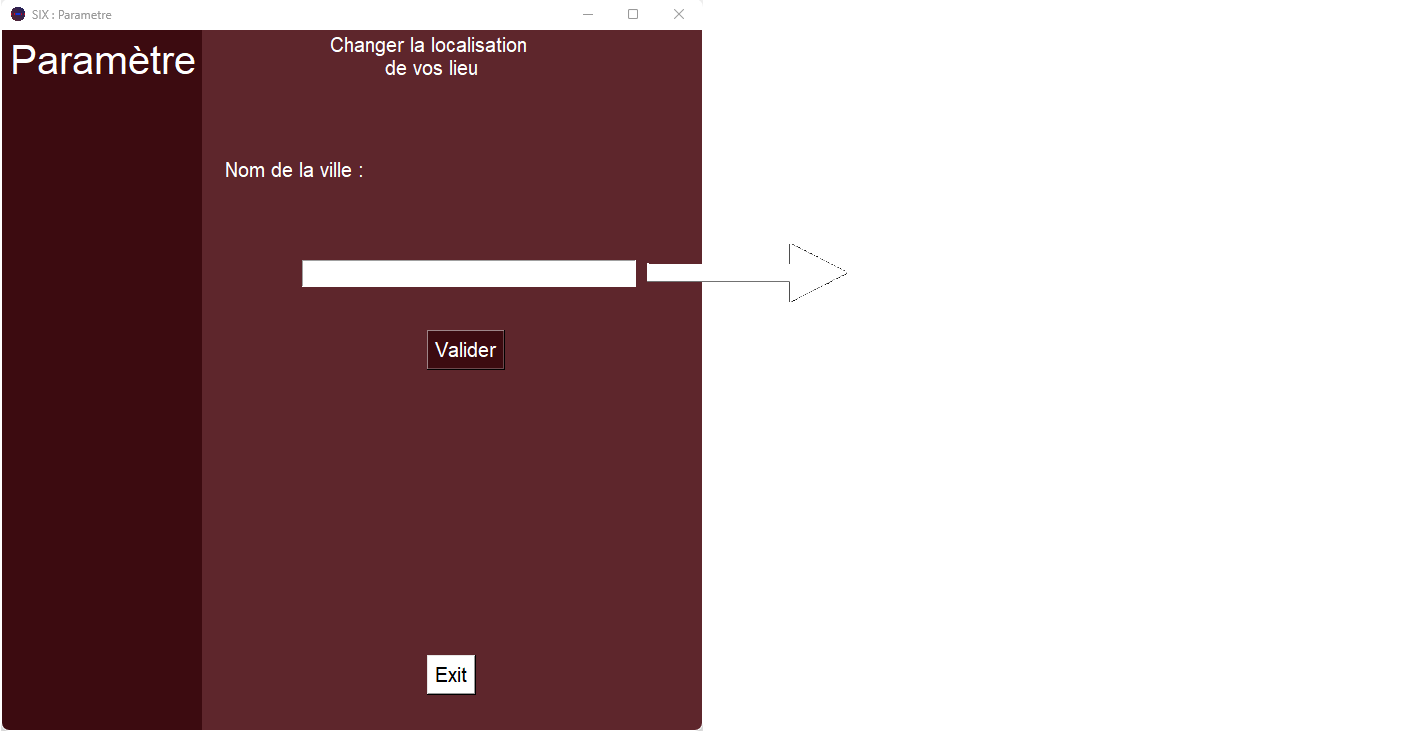 SIX : Parametre
Paramètre
Changer la localisation
de vos lieu
Nom de la ville :
Valider
Exit